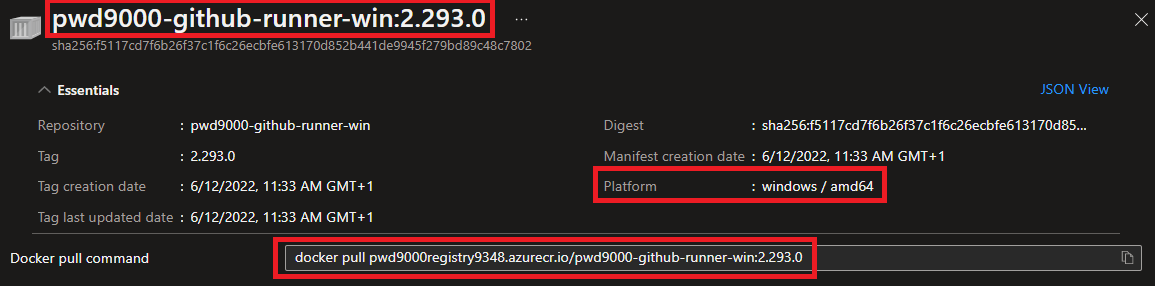 pwd9000-github-runner-win:2.293.0 ...
sha256:f5117cd7f6b26f37c1f6c26ecbfe613170d852b441de9945f279bd89c48c7802
Essentials
JSON View
Repository : pwd9000-github-runner-win
Digest : sha256:f5117cd7f6b26f37c1f6c26ecbfe613170d85...
Tag : 2.293.0
Manifest creation date : 6/12/2022, 11:33 AM GMT+1
Tag creation date : 6/12/2022, 11:33 AM GMT+1
Platform : windows / amd64
Tag last updated date : 6/12/2022, 11:33 AM GMT+1
Docker pull command
docker pull pwd9000registry9348.azurecr.io/pwd9000-github-runner-win:2.293.0